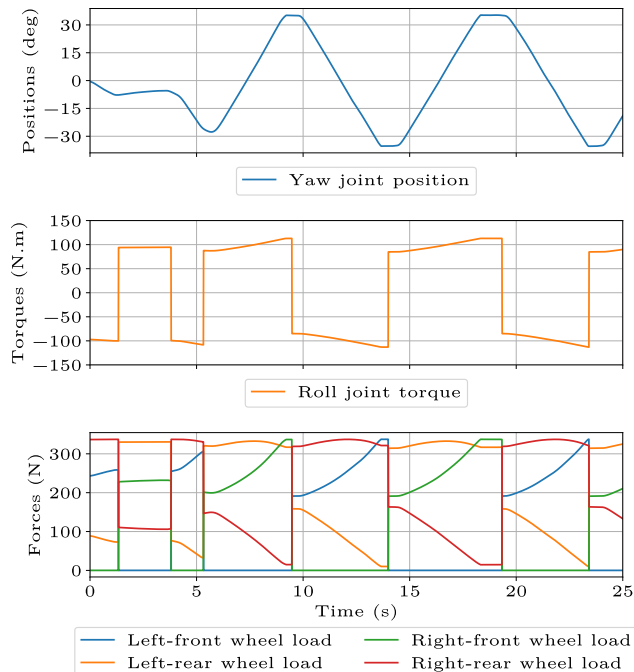 Positions (deg)
30
15
0
−15
−30
Yaw joint position
Torques (N.m)
150
100
50
0
−50
−100
−150
Roll joint torque
Forces (N)
300
200
100
0
0
5
10
15
20
25
Time (s)
Left-front wheel load
Right-front wheel load
Left-rear wheel load
Right-rear wheel load